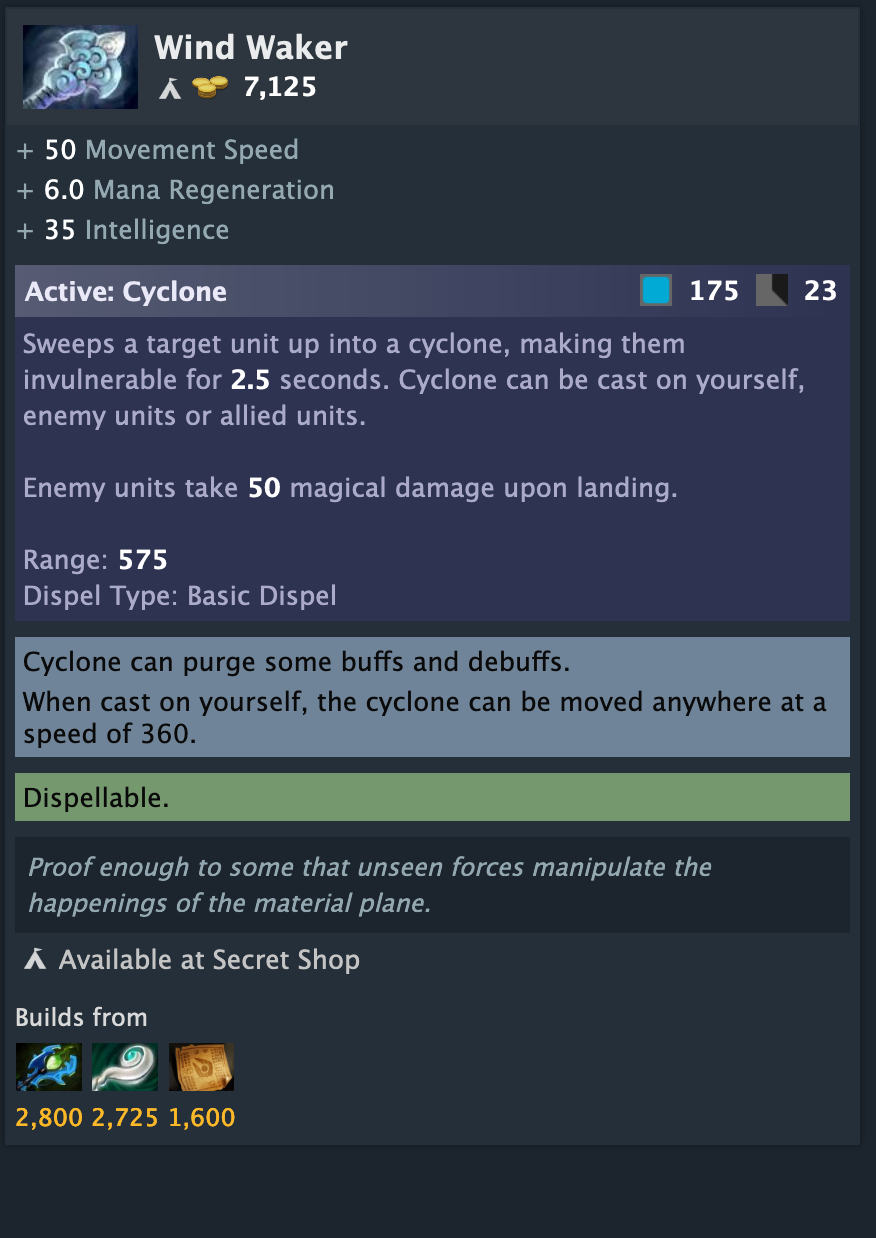 Wind Waker
7,125
+ 50 Movement Speed
+ 6.0 Mana Regeneration
+ 35 Intelligence
Active: Cyclone 175 23
Sweeps a target unit up into a cyclone, making them
invulnerable for 2.5 seconds. Cyclone can be cast on yourself,
enemy units or allied units.
Enemy units take 50 magical damage upon landing.
Range: 575
Dispel Type: Basic Dispel
Cyclone can purge some buffs and debuffs.
When cast on yourself, the cyclone can be moved anywhere at a
speed of 360.
Dispellable.
Proof enough to some that unseen forces manipulate the
happenings of the material plane.
Available at Secret Shop
Builds from
2,800 2,725 1,600